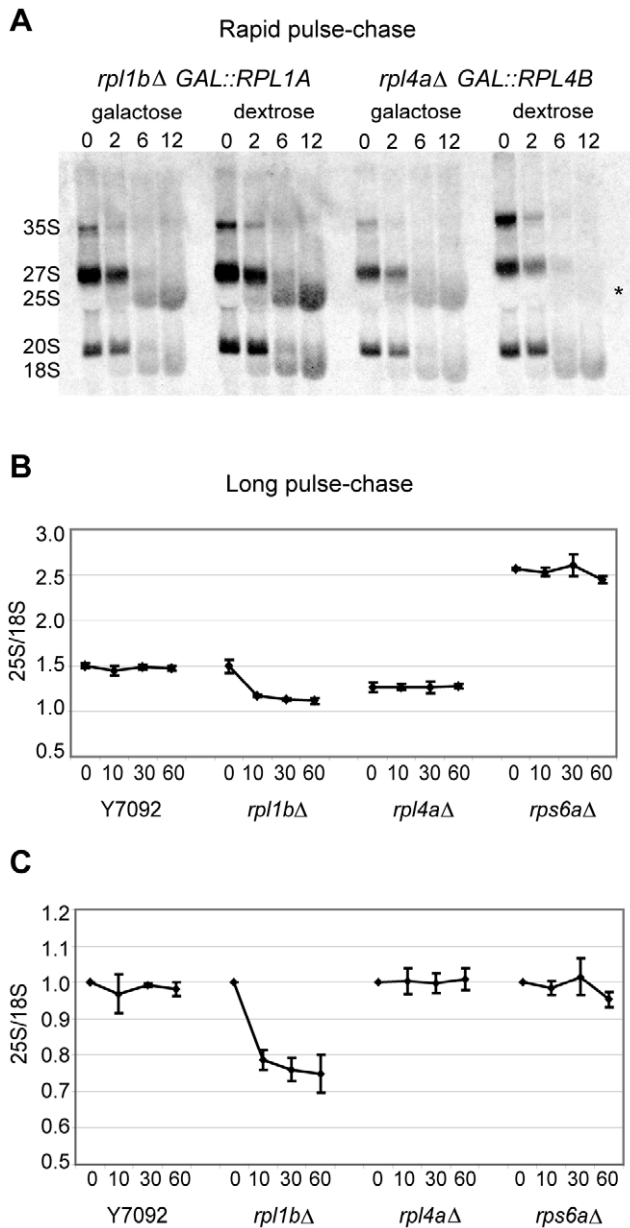 A
Rapid pulse-chase
rpl1bΔ GAL::RPL1A rpl4aΔ GAL::RPL4B
galactose dextrose galactose dextrose
0 2 6 12 0 2 6 12 0 2 6 12 0 2 6 12
35S
27S
25S *
20S
18S
B
Long pulse-chase
3.0
2.5
2.0
1.5
1.0
0.5
25S/18S
0 10 30 60 0 10 30 60 0 10 30 60 0 10 30 60
Y7092 rpl1bΔ rpl4aΔ rps6aΔ
C
1.2
1.1
1.0
0.9
0.8
0.7
0.6
0.5
25S/18S
0 10 30 60 0 10 30 60 0 10 30 60 0 10 30 60
Y7092 rpl1bΔ rpl4aΔ rps6aΔ